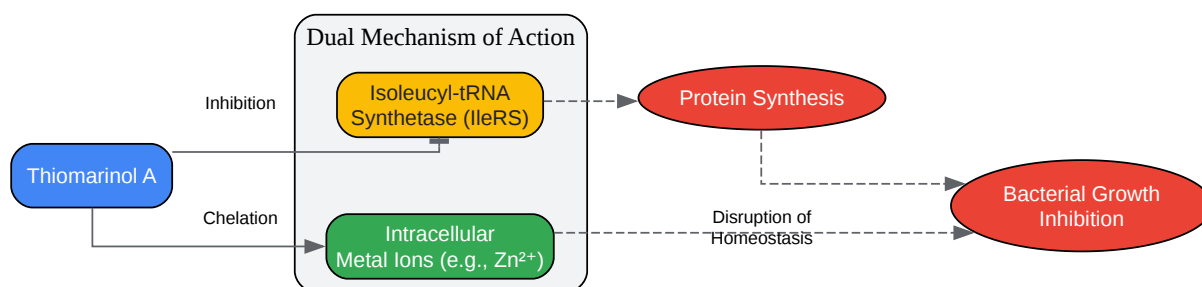 Dual Mechanism of Action
Inhibition
Isoleucyl-tRNA
Synthetase (IleRS)
Protein Synthesis
Thiomarinol A
Chelation
Intracellular
Metal Ions (e.g., Zn²⁺)
Disruption of
Homeostasis
Bacterial Growth
Inhibition